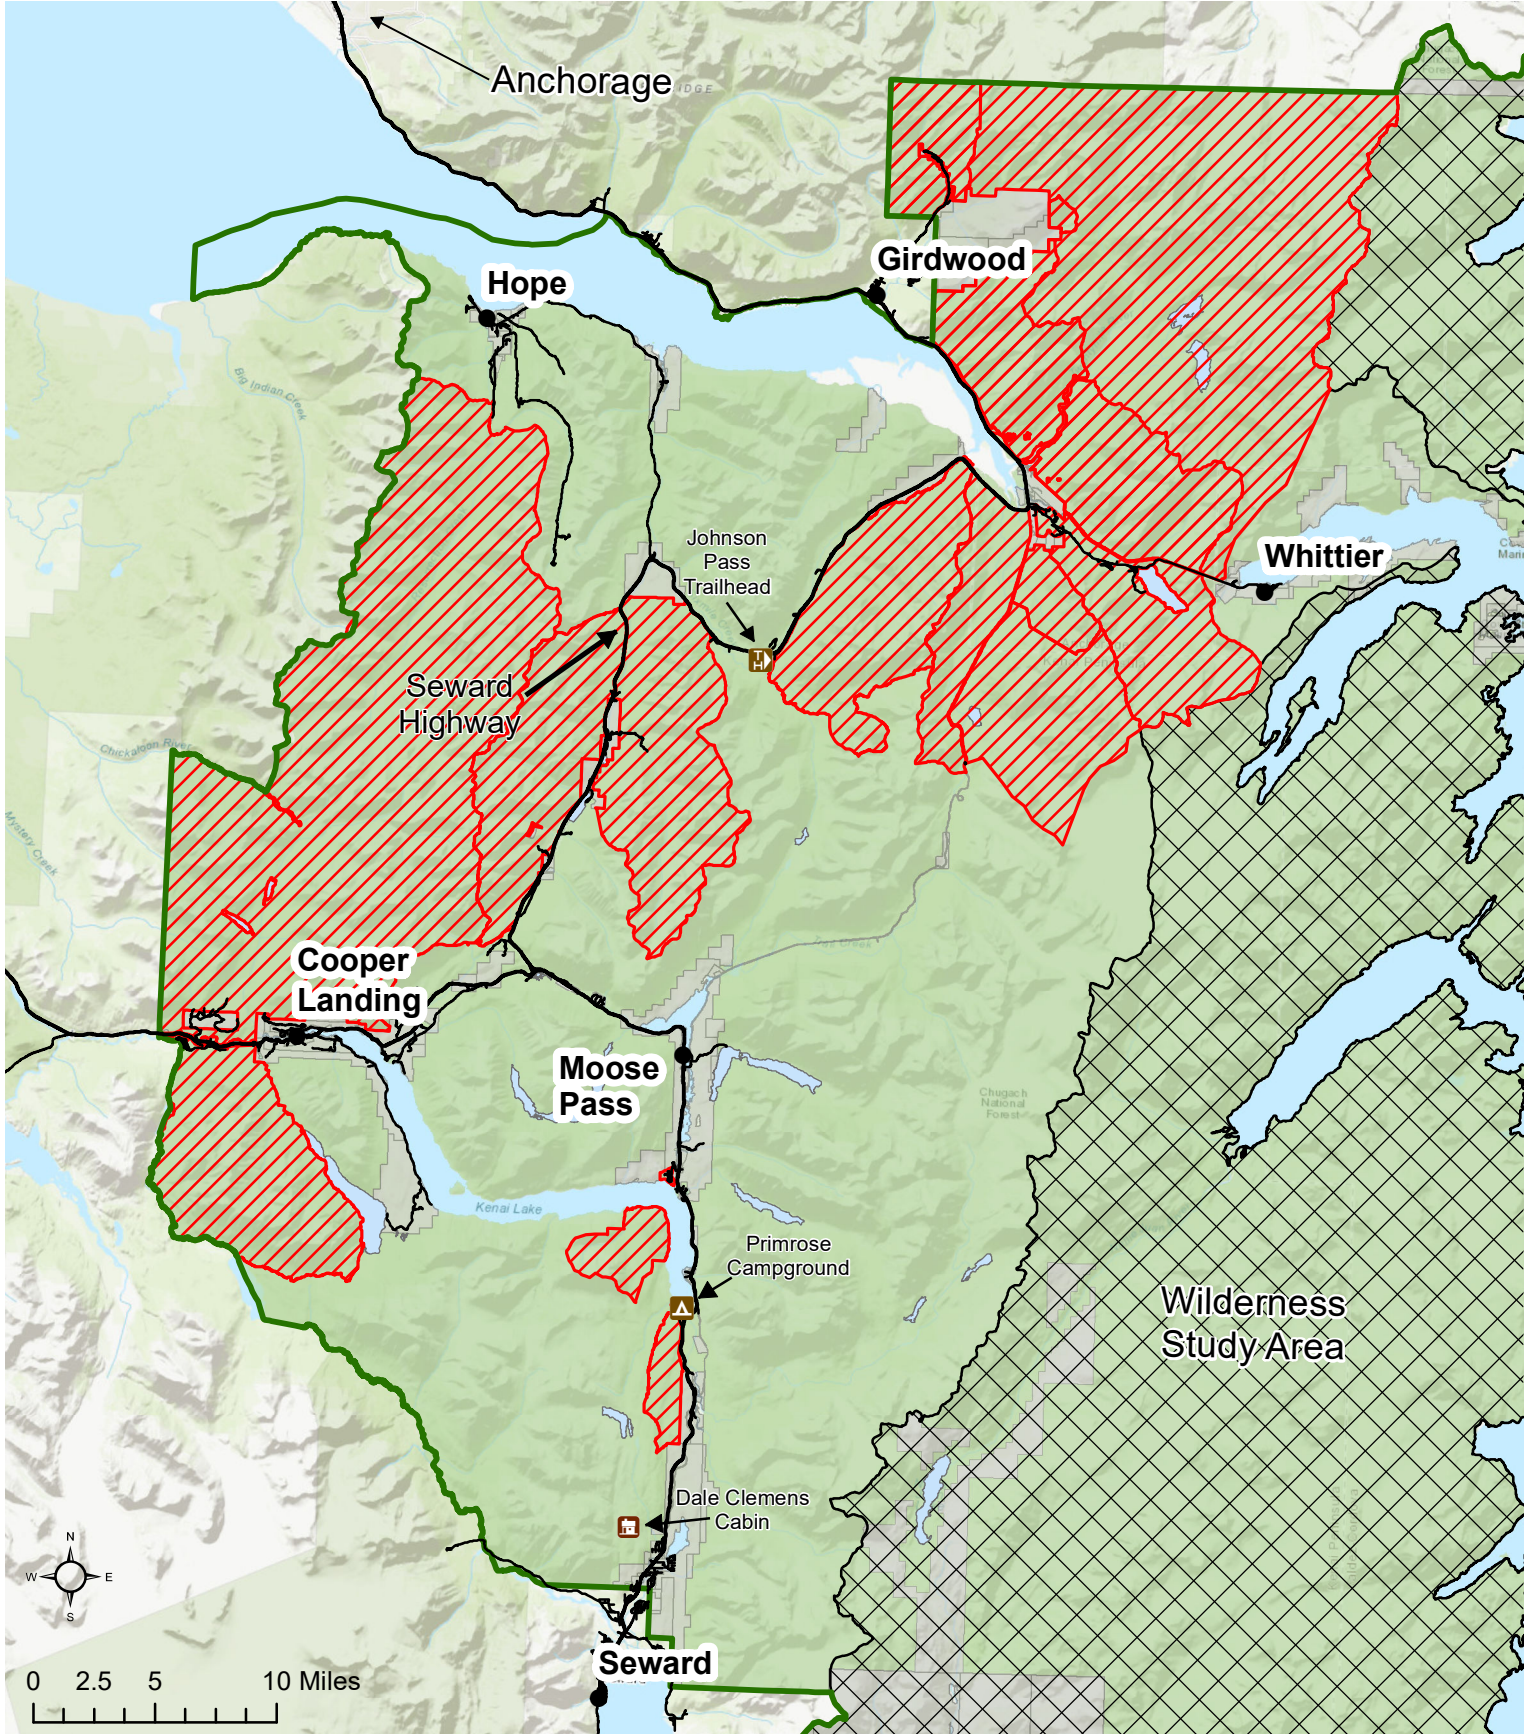 Anchorage
Girdwood
Hope
Big Indian Creek
Johnson
Pass
Trailhead
Whittier
Seward
Highway
Chickaloon River
Mystery Creek
Cooper
Landing
Moose
Pass
Chugach
National
Forest
Kenai Lake
Primrose
Campground
Wilderness
Study Area
Dale Clemens
Cabin
N
W E
S
Seward
0 2.5 5 10 Miles